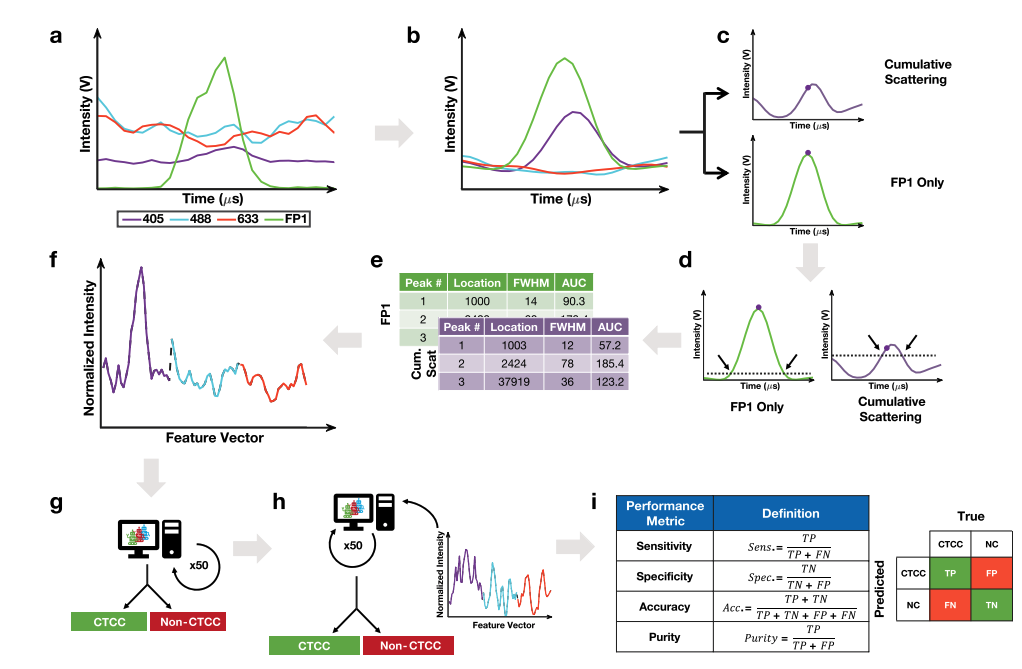 a
Intensity (V)
Time (μs)
405 488 633 FP1
b
Intensity (V)
Time (μs)
c
Intensity (V)
Time (μs)
Cumulative
Scattering
Intensity (V)
Time (μs)
FP1 Only
d
Intensity (V)
Time (μs)
FP1 Only
Intensity (V)
Time (μs)
Cumulative
Scattering
e
FP1
Peak # Location FWHM AUC
1 1000 14 90.3
2
3
Cum.
Scat
Peak # Location FWHM AUC
1 1003 12 57.2
2 2424 78 185.4
3 37919 36 123.2
f
Normalized Intensity
Feature Vector
g
x50
CTCC Non-CTCC
h
x50
Normalized Intensity
Feature Vector
CTCC Non-CTCC
i
Performance Metric Definition
Sensitivity Sens.= TP / TP + FN
Specificity Spec.= TN / TN + FP
Accuracy Acc.= TP + TN / TP + TN + FP + FN
Purity Purity = TP / TP + FP
True
Predicted
CTCC NC
CTCC TP FP
NC FN TN